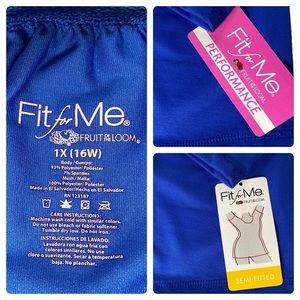 Fit for Me®
FRUIT OF THE LOOM®
1X (16W)
Body / Cuerpo:
93% Polyester/ Poliéster
7% Spandex
Mesh / Malla:
100% Polyester/ Poliéster
Made in El Salvador/Hecho en El Salvador
RN 123187
CARE INSTRUCTIONS:
Machine wash cold with similar colors.
Do not use bleach or fabric softener.
Tumble dry low. Do not iron.
INSTRUCCIONES DE LAVADO:
Lavadora con agua fria con
colores similares. No use
cloro o suavizante. Secar a temperatura
baja. No planchar.
Fit for Me®
FRUIT OF THE LOOM
PERFORMANCE
Fit for Me®
FRUIT OF THE LOOM
SEMI-FITTED